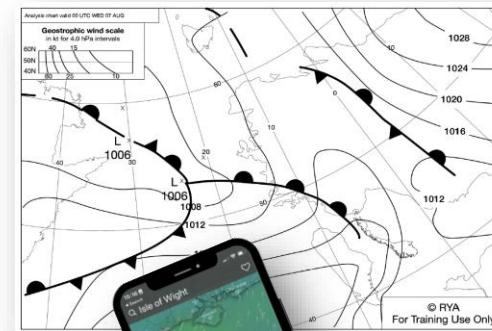 Analysis chart valid 00 UTC WED 07 AUG
Geostrophic wind scale
in kt for 4.0 hPa intervals
40 15
60N
50N
40N
80 25 10
1028
1024
1020
1016
1012
10
0
10
20
30
40
L
1006
L
1006
1008
1012
40
© RYA
For Training Use Only
Isle of Wight